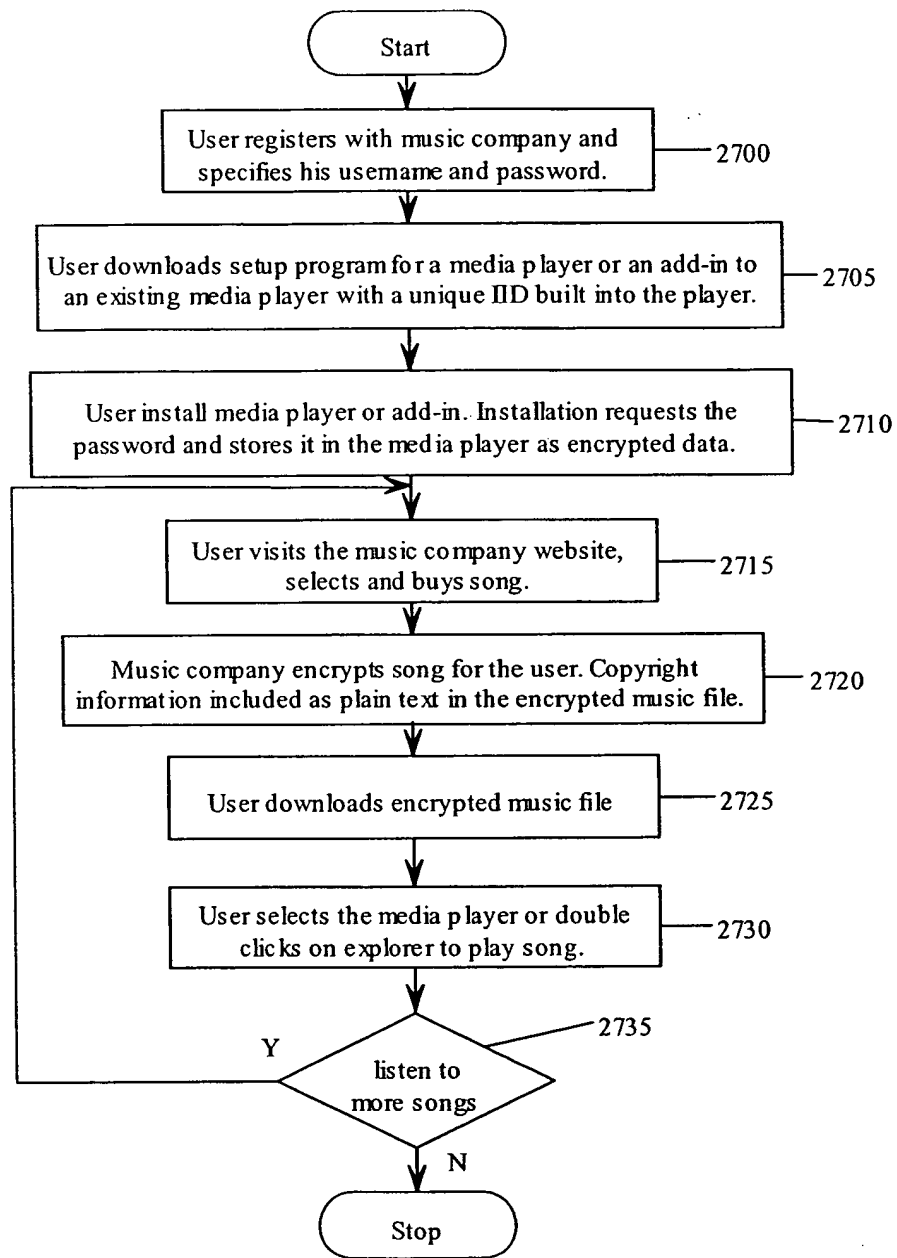 Start
User registers with music company and
specifies his username and password.
2700
User downloads setup program for a media player or an add-in to
an existing media player with a unique IID built into the player.
2705
User install media player or add-in. Installation requests the
password and stores it in the media player as encrypted data.
2710
User visits the music company website,
selects and buys song.
2715
Music company encrypts song for the user. Copyright
information included as plain text in the encrypted music file.
2720
User downloads encrypted music file
2725
User selects the media player or double
clicks on explorer to play song.
2730
2735
Y
listen to
more songs
N
Stop